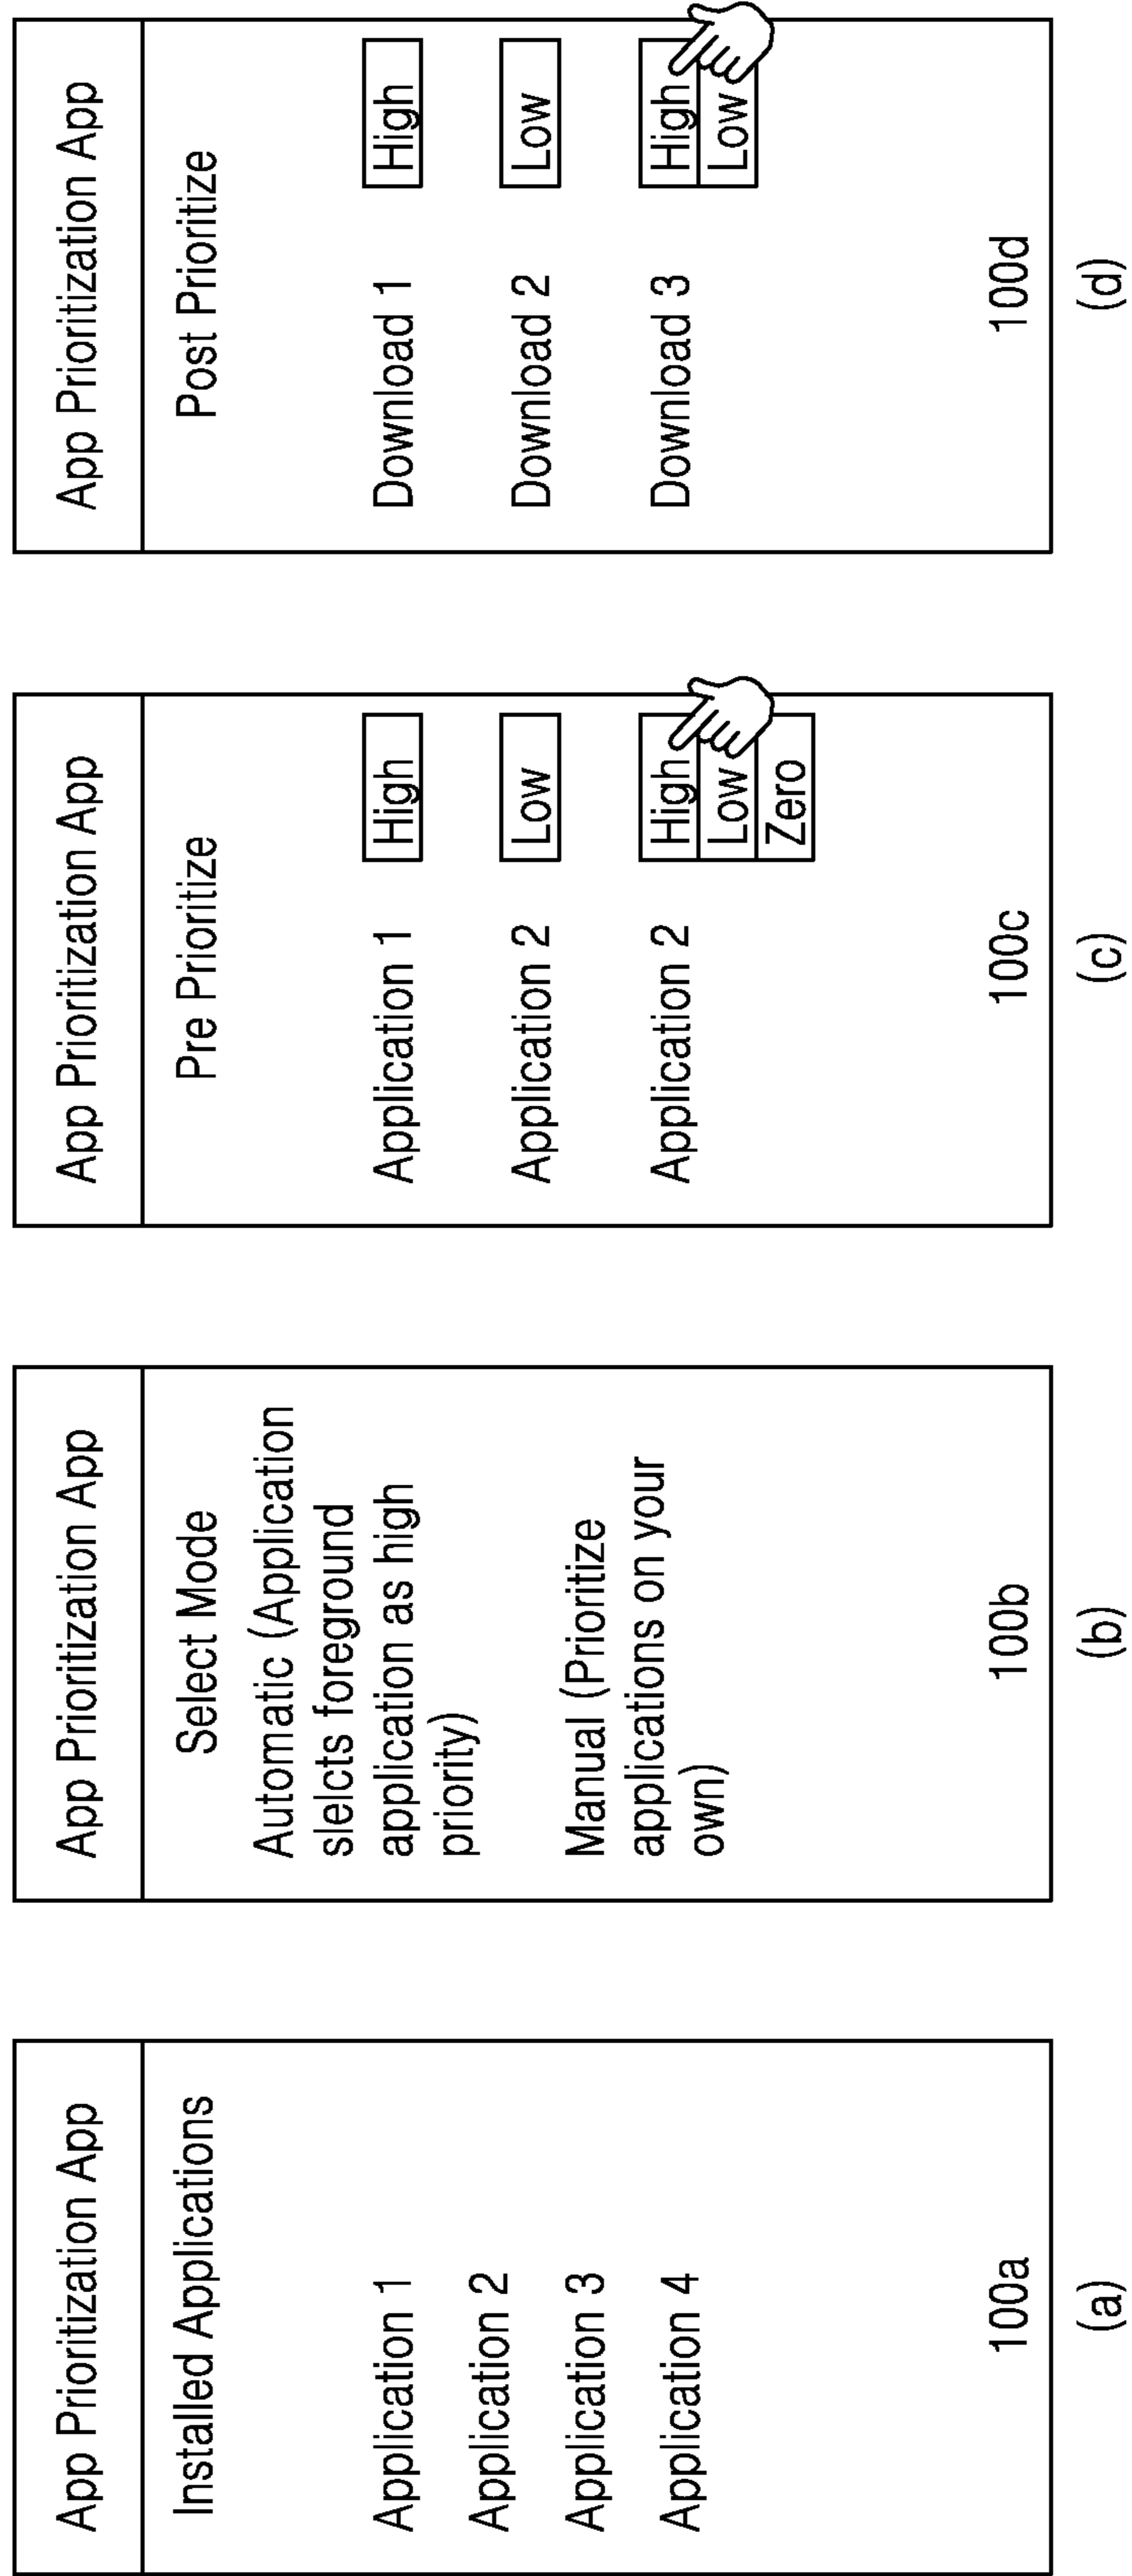 App Prioritization App
Installed Applications
Application 1
Application 2
Application 3
Application 4
100a
(a)
App Prioritization App
Select Mode
Automatic (Application
slelcts foreground
application as high
priority)
Manual (Prioritize
applications on your
own)
100b
(b)
App Prioritization App
Pre Prioritize
Application 1 High
Application 2 Low
Application 2 High
Low
Zero
100c
(c)
App Prioritization App
Post Prioritize
Download 1 High
Download 2 Low
Download 3 High
Low
100d
(d)